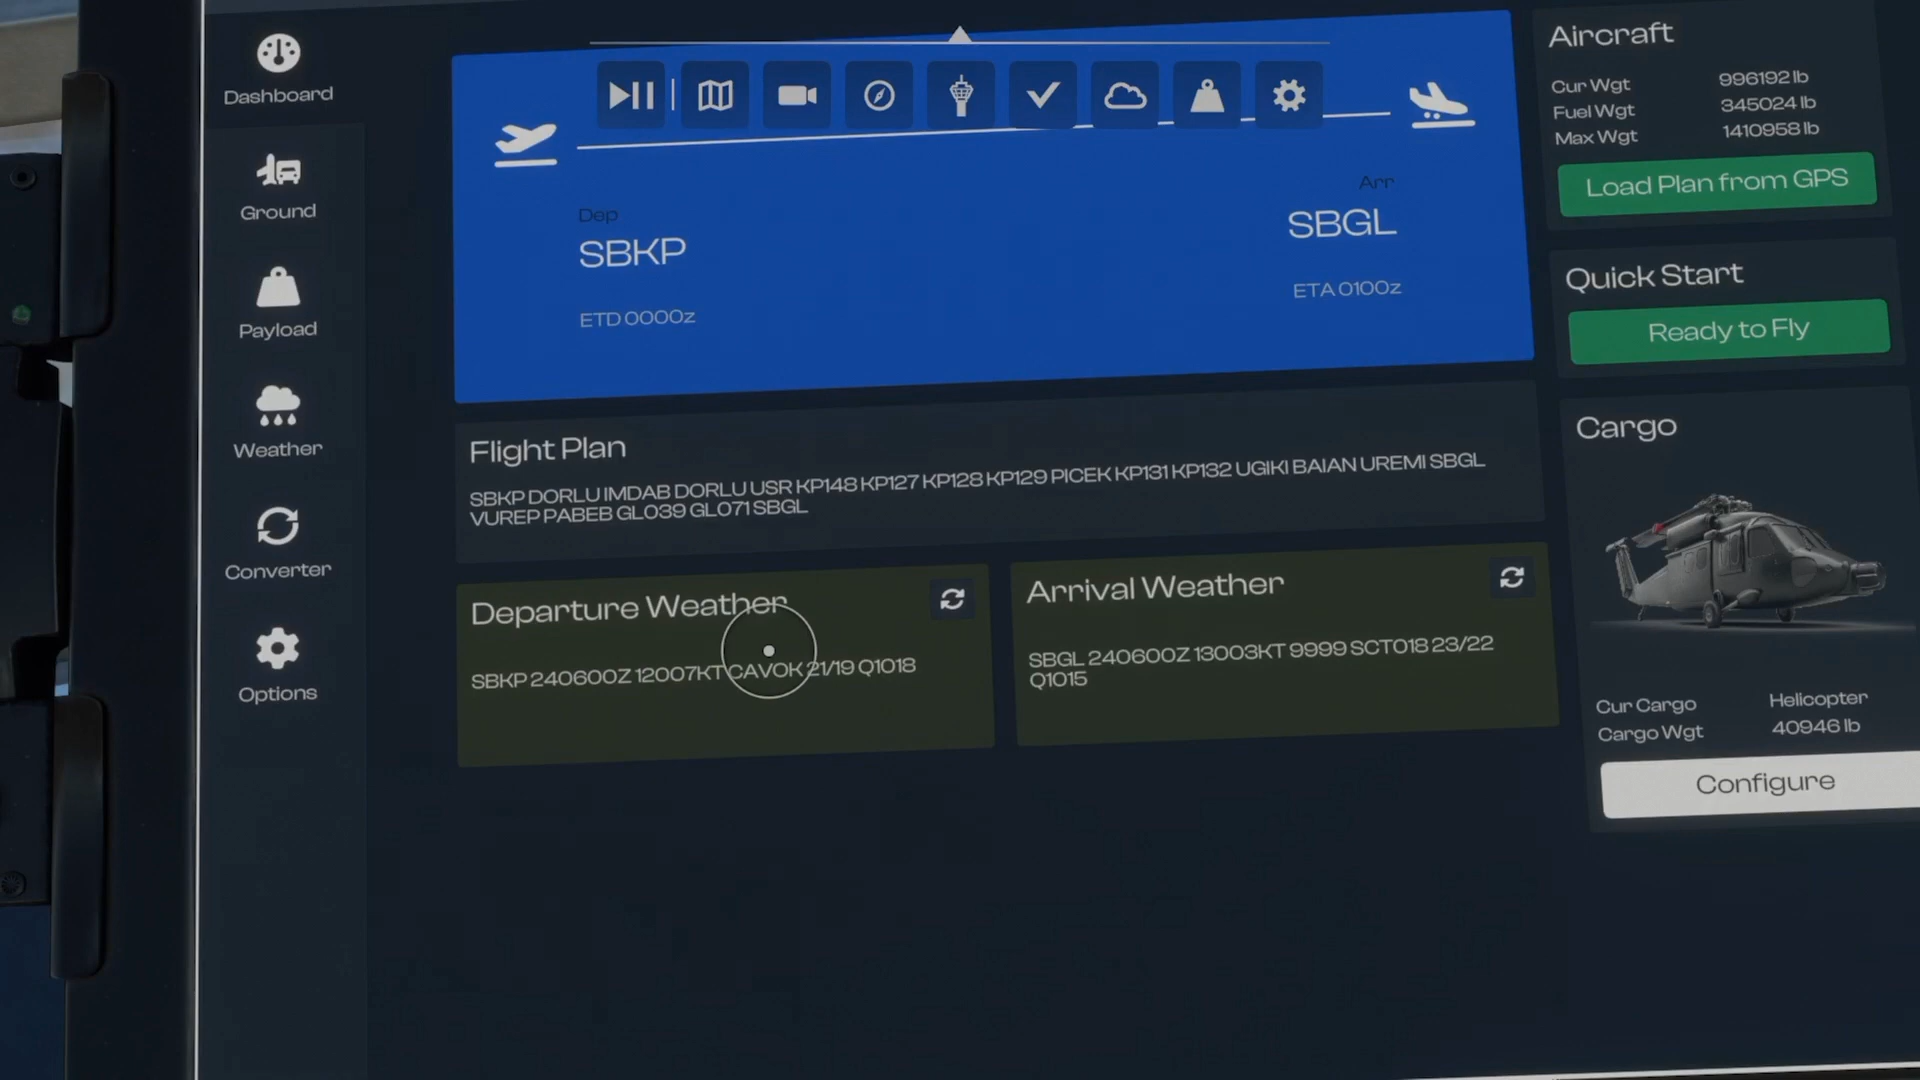 Dashboard
Ground
Payload
Weather
Converter
Options
Dep
SBKP
ETD 0000z
Arr
SBGL
ETA 0100z
Flight Plan
SBKP DORLU IMDAB DORLU USR KP148 KP127 KP128 KP129 PICEK KP131 KP132 UGIKI BAIAN UREMI SBGL
VUREP PABEB GL039 GL071 SBGL
Departure Weather
SBKP 240600Z 12007KT CAVOK 21/19 Q1018
Arrival Weather
SBGL 240600Z 13003KT 9999 SCT018 23/22
Q1015
Aircraft
Cur Wgt 996192 lb
Fuel Wgt 345024 lb
Max Wgt 1410958 lb
Load Plan from GPS
Quick Start
Ready to Fly
Cargo
Cur Cargo Helicopter
Cargo Wgt 40946 lb
Configure